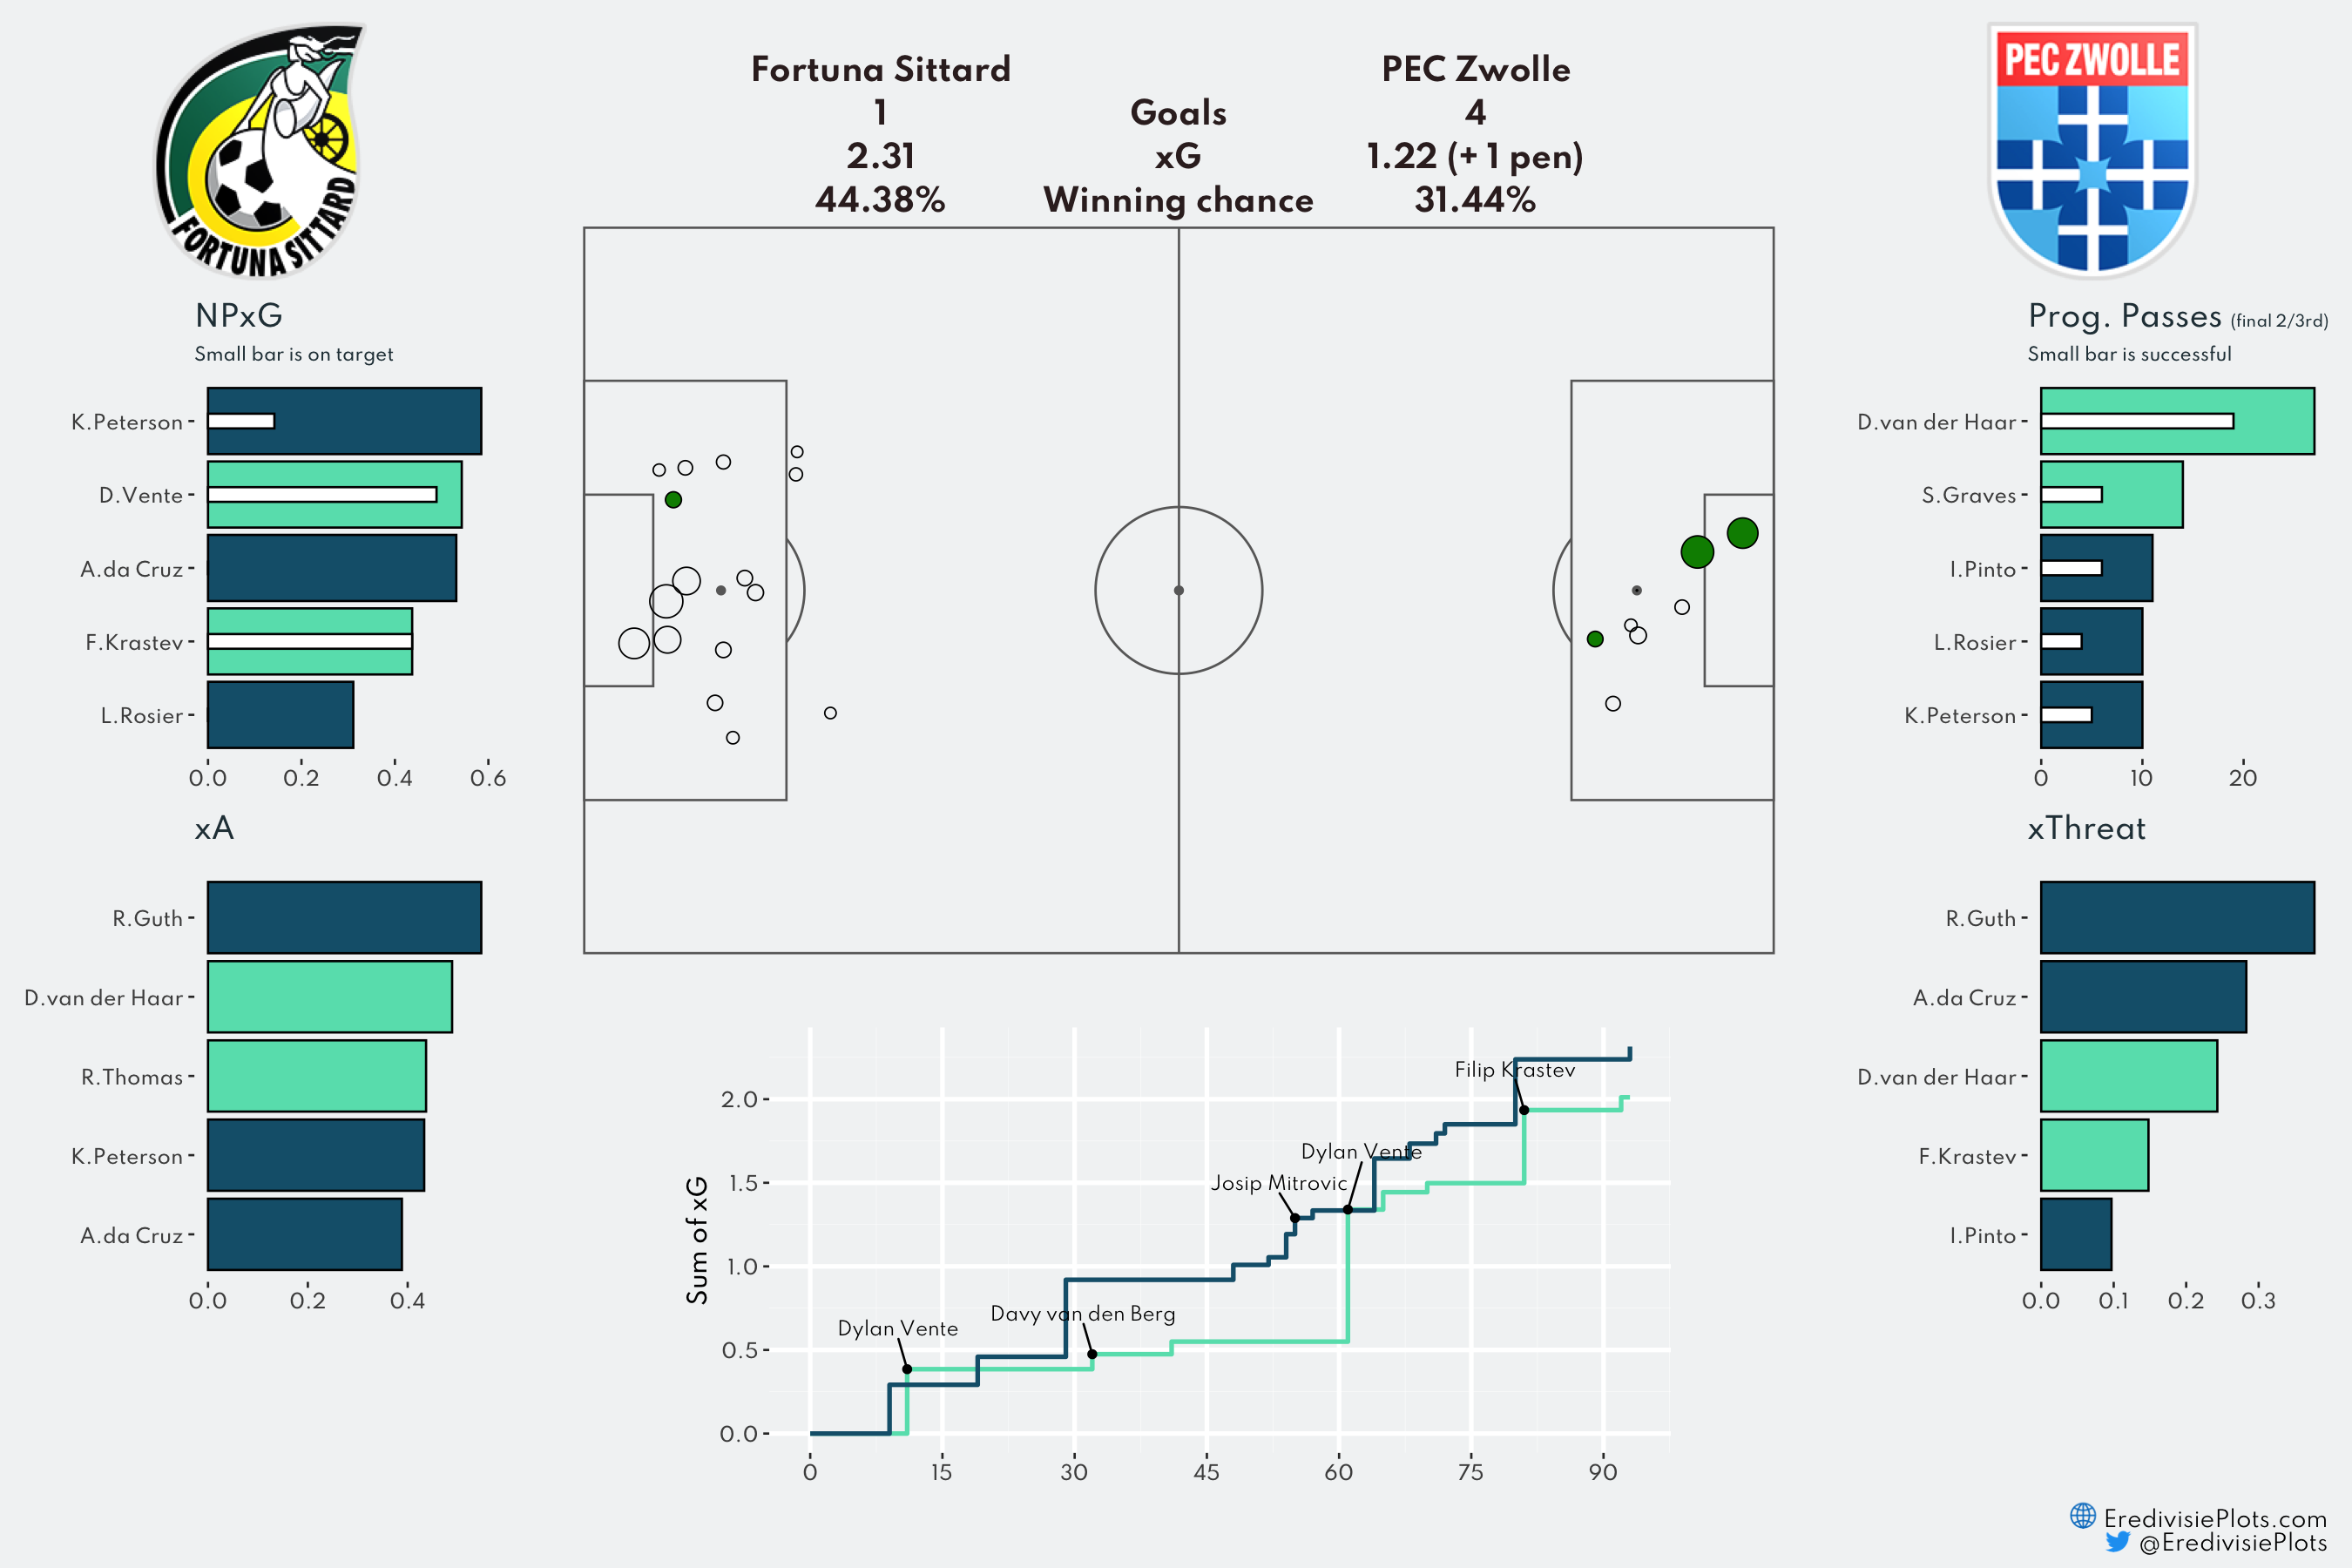 Fortuna Sittard PEC Zwolle
1 Goals 4
2.31 xG 1.22 (+ 1 pen)
44.38% Winning chance 31.44%
FORTUNA SITTARD
PEC ZWOLLE
NPxG
Small bar is on target
K.Peterson
D.Vente
A.da Cruz
F.Krastev
L.Rosier
0.0 0.2 0.4 0.6
xA
R.Guth
D.van der Haar
R.Thomas
K.Peterson
A.da Cruz
0.0 0.2 0.4
Sum of xG
2.0
1.5
1.0
0.5
0.0
0 15 30 45 60 75 90
Filip Krastev
Dylan Vente
Josip Mitrovic
Davy van den Berg
Dylan Vente
Prog. Passes (final 2/3rd)
Small bar is successful
D.van der Haar
S.Graves
I.Pinto
L.Rosier
K.Peterson
0 10 20
xThreat
R.Guth
A.da Cruz
D.van der Haar
F.Krastev
I.Pinto
0.0 0.1 0.2 0.3
EredivisiePlots.com
@EredivisiePlots